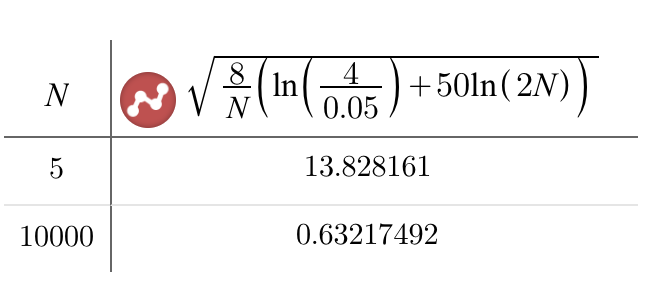 N √(8/N (ln(4/0.05) + 50ln(2N)))
5 13.828161
10000 0.63217492